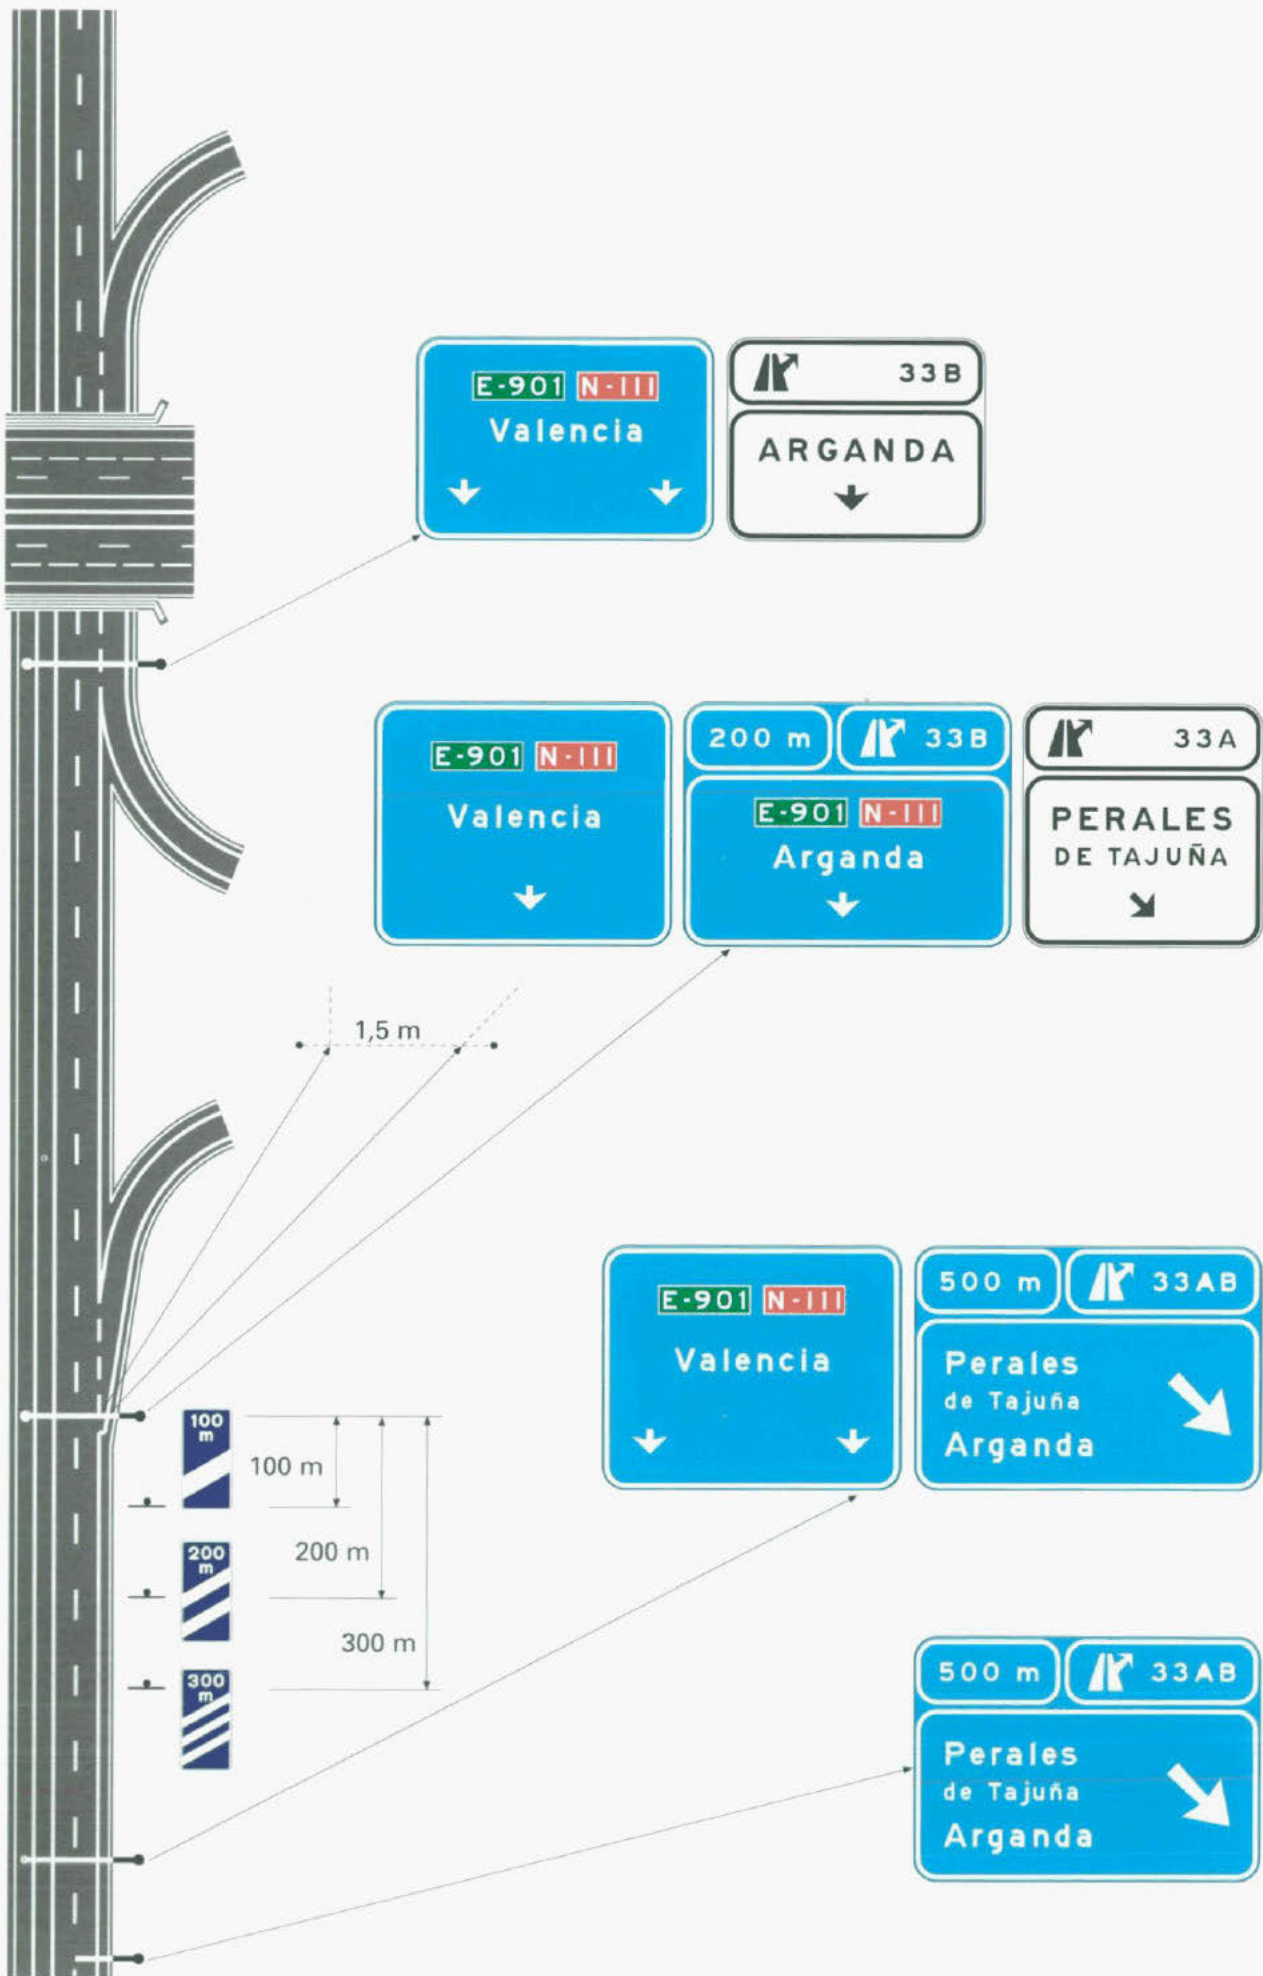 E-901 N-III
Valencia
33B
ARGANDA
E-901 N-III
Valencia
200 m 33B
E-901 N-III
Arganda
33A
PERALES
DE TAJUÑA
1,5 m
E-901 N-III
Valencia
500 m 33AB
Perales
de Tajuña
Arganda
100
m
100 m
200
m
200 m
300 m
300
m
500 m 33AB
Perales
de Tajuña
Arganda